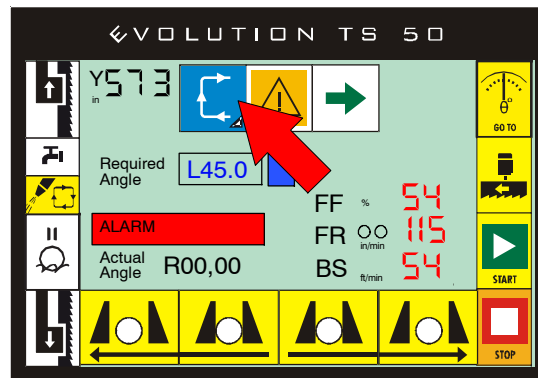 EVOLUTION TS 50
Y 573
in
θ°
GO TO
Required
Angle
L45.0
FF % 54
ALARM
FR in/min 115
Actual
Angle
R00,00
BS ft/min 54
START
STOP